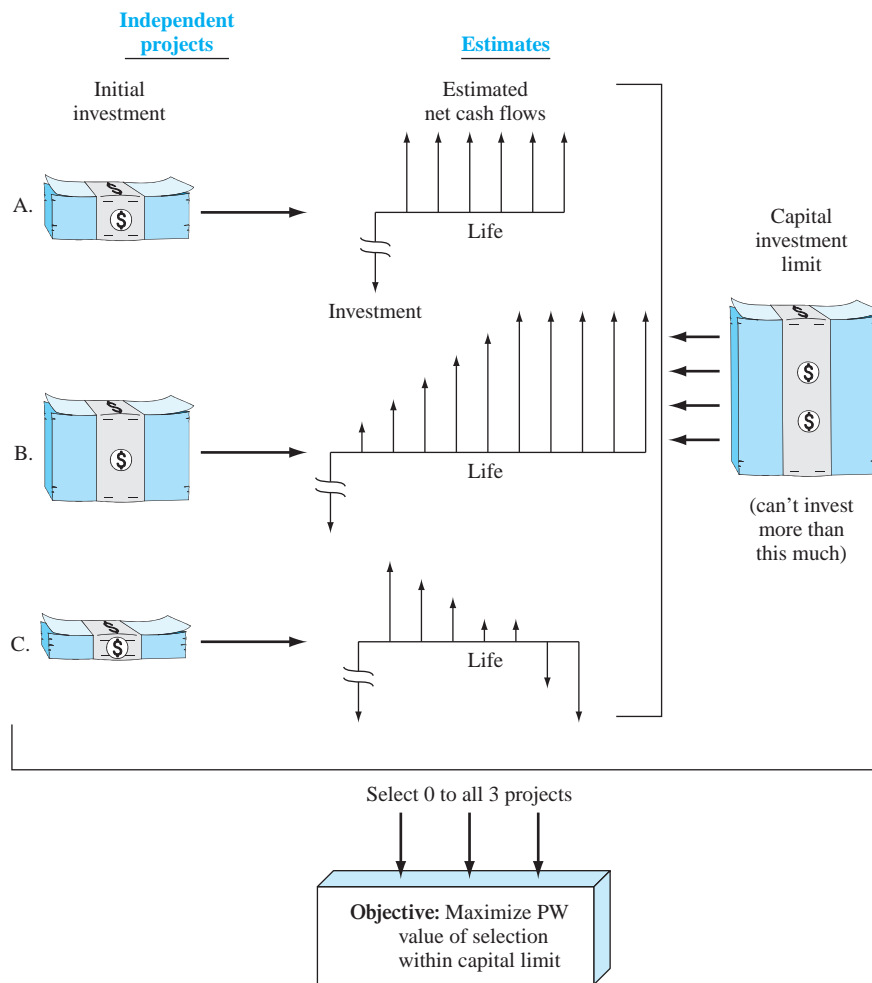 Independent
projects
Estimates
Initial
investment
Estimated
net cash flows
A.
$
$
Life
Investment
Capital
investment
limit
$
$
$
B.
$
$
Life
(can't invest
more than
this much)
C.
$
$
Life
Select 0 to all 3 projects
Objective: Maximize PW
value of selection
within capital limit